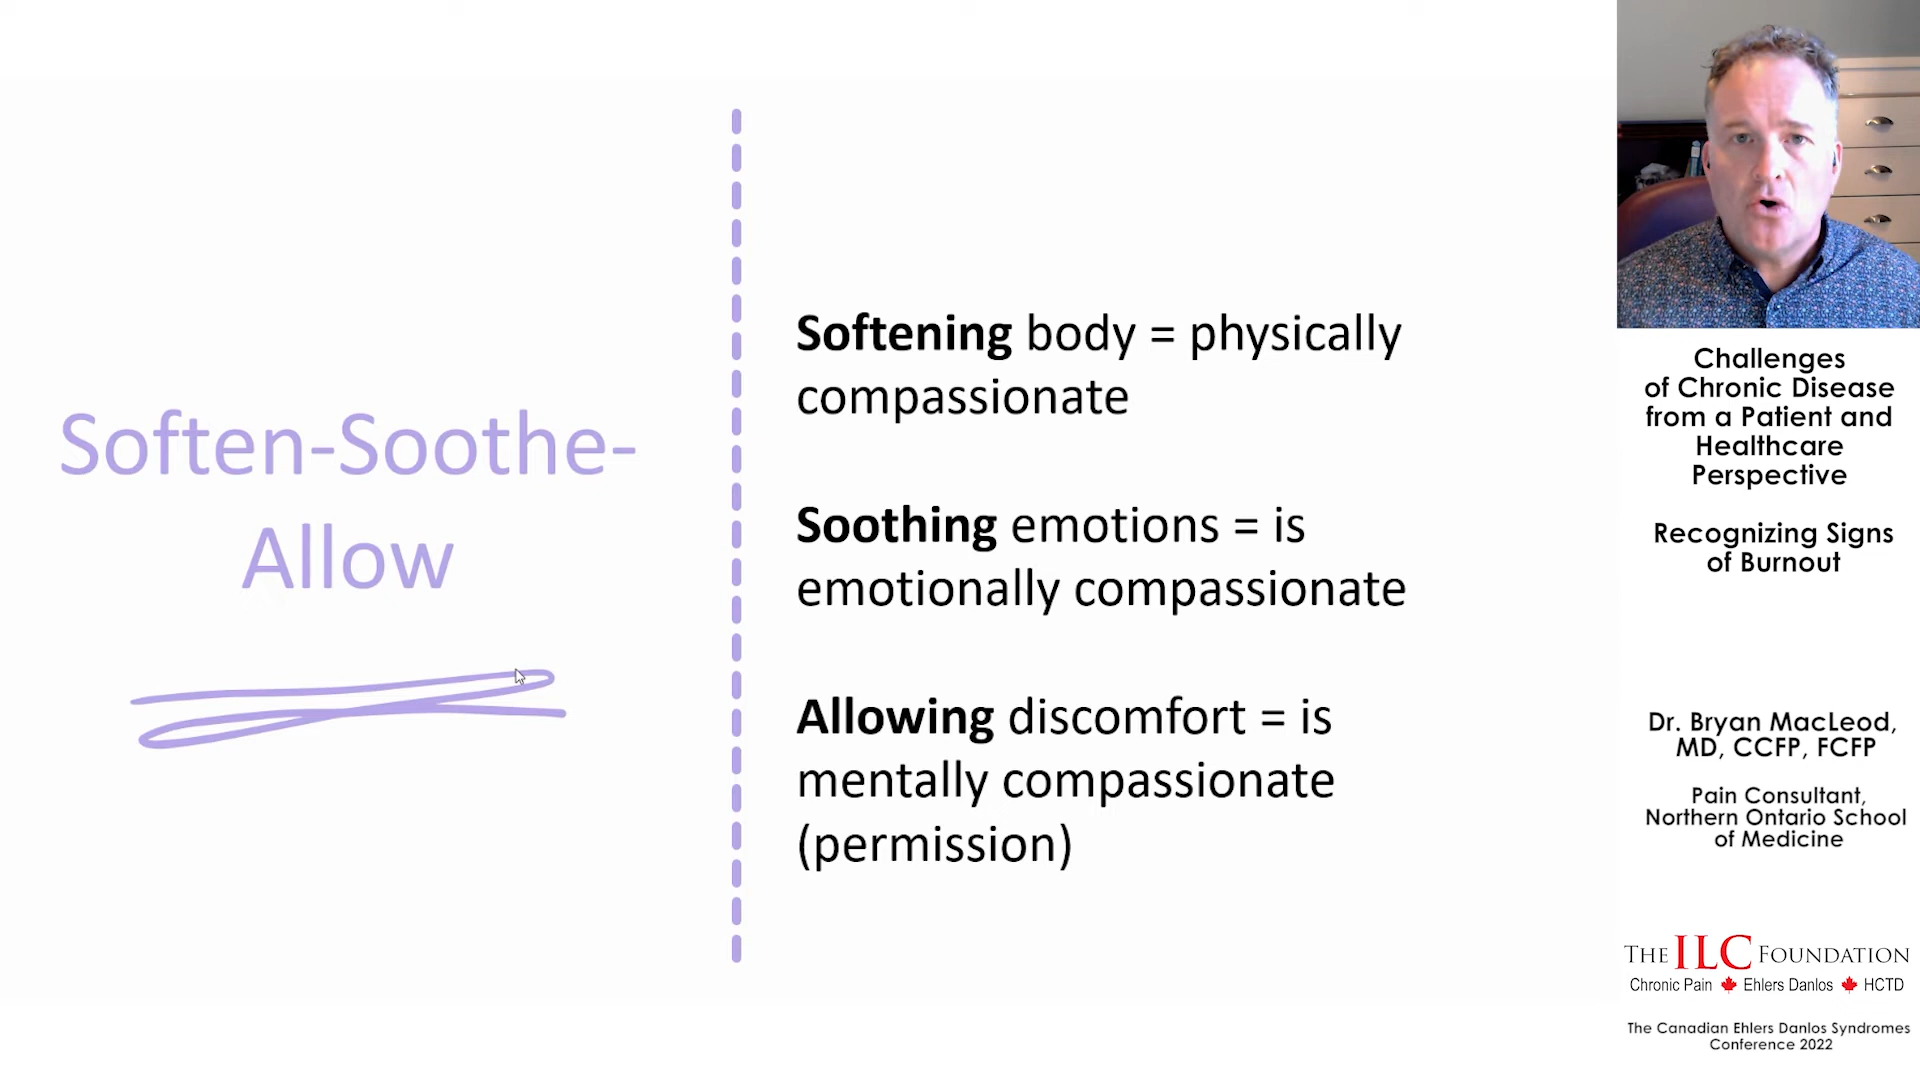 Soften-Soothe-
Allow
Softening body = physically
compassionate
Soothing emotions = is
emotionally compassionate
Allowing discomfort = is
mentally compassionate
(permission)
Challenges
of Chronic Disease
from a Patient and
Healthcare
Perspective
Recognizing Signs
of Burnout
Dr. Bryan MacLeod,
MD, CCFP, FCFP
Pain Consultant,
Northern Ontario School
of Medicine
THE ILC FOUNDATION
Chronic Pain Ehlers Danlos HCTD
The Canadian Ehlers Danlos Syndromes
Conference 2022